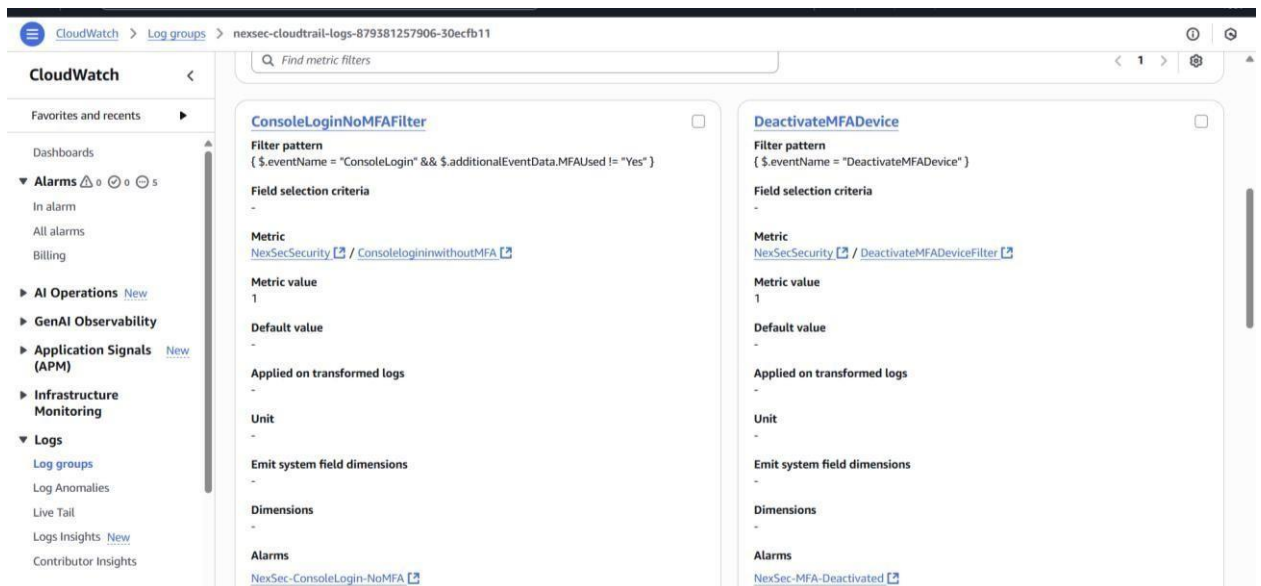 CloudWatch > Log groups > nexsec-cloudtrail-logs-879381257906-30ecfb11
CloudWatch
Favorites and recents
Dashboards
Alarms 0 0 5
In alarm
All alarms
Billing
AI Operations New
GenAI Observability
Application Signals New
(APM)
Infrastructure
Monitoring
Logs
Log groups
Log Anomalies
Live Tail
Logs Insights New
Contributor Insights
Find metric filters
1
ConsoleLoginNoMFAFilter
Filter pattern
{ $.eventName = "ConsoleLogin" && $.additionalEventData.MFAUsed != "Yes" }
Field selection criteria
-
Metric
NexSecSecurity / ConsolelogininwithoutMFA
Metric value
1
Default value
-
Applied on transformed logs
-
Unit
-
Emit system field dimensions
-
Dimensions
-
Alarms
NexSec-ConsoleLogin-NoMFA
DeactivateMFADevice
Filter pattern
{ $.eventName = "DeactivateMFADevice" }
Field selection criteria
-
Metric
NexSecSecurity / DeactivateMFADeviceFilter
Metric value
1
Default value
-
Applied on transformed logs
-
Unit
-
Emit system field dimensions
-
Dimensions
-
Alarms
NexSec-MFA-Deactivated